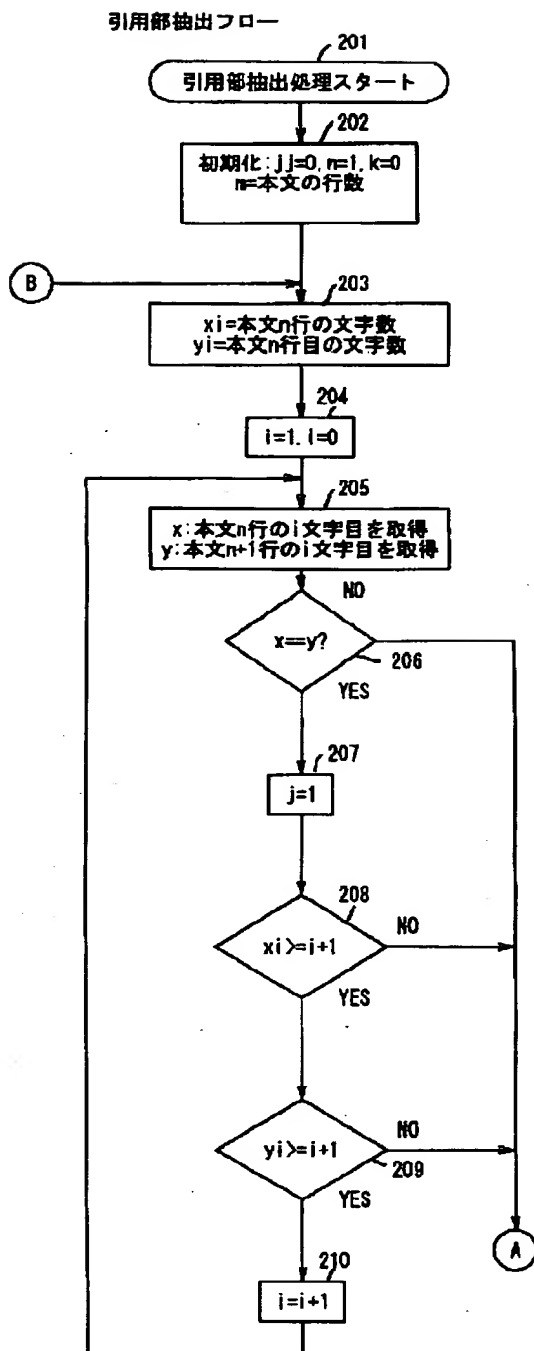 引用部抽出フロー
201
引用部抽出処理スタート
202
初期化:jj=0,n=1,k=0
m=本文の行数
B
203
xi=本文n行の文字数
yi=本文n行目の文字数
204
i=1.l=0
205
x:本文n行のi文字目を取得
y:本文n+1行のi文字目を取得
NO
x==y?
206
YES
207
j=1
208
xi>=i+1
NO
YES
yi>=i+1
NO
209
YES
A
210
i=i+1